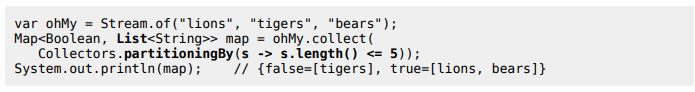 var ohMy = Stream.of("lions", "tigers", "bears");
Map<Boolean, List<String>> map = ohMy.collect(
   Collectors.partitioningBy(s -> s.length() <= 5));
System.out.println(map);    // {false=[tigers], true=[lions, bears]}